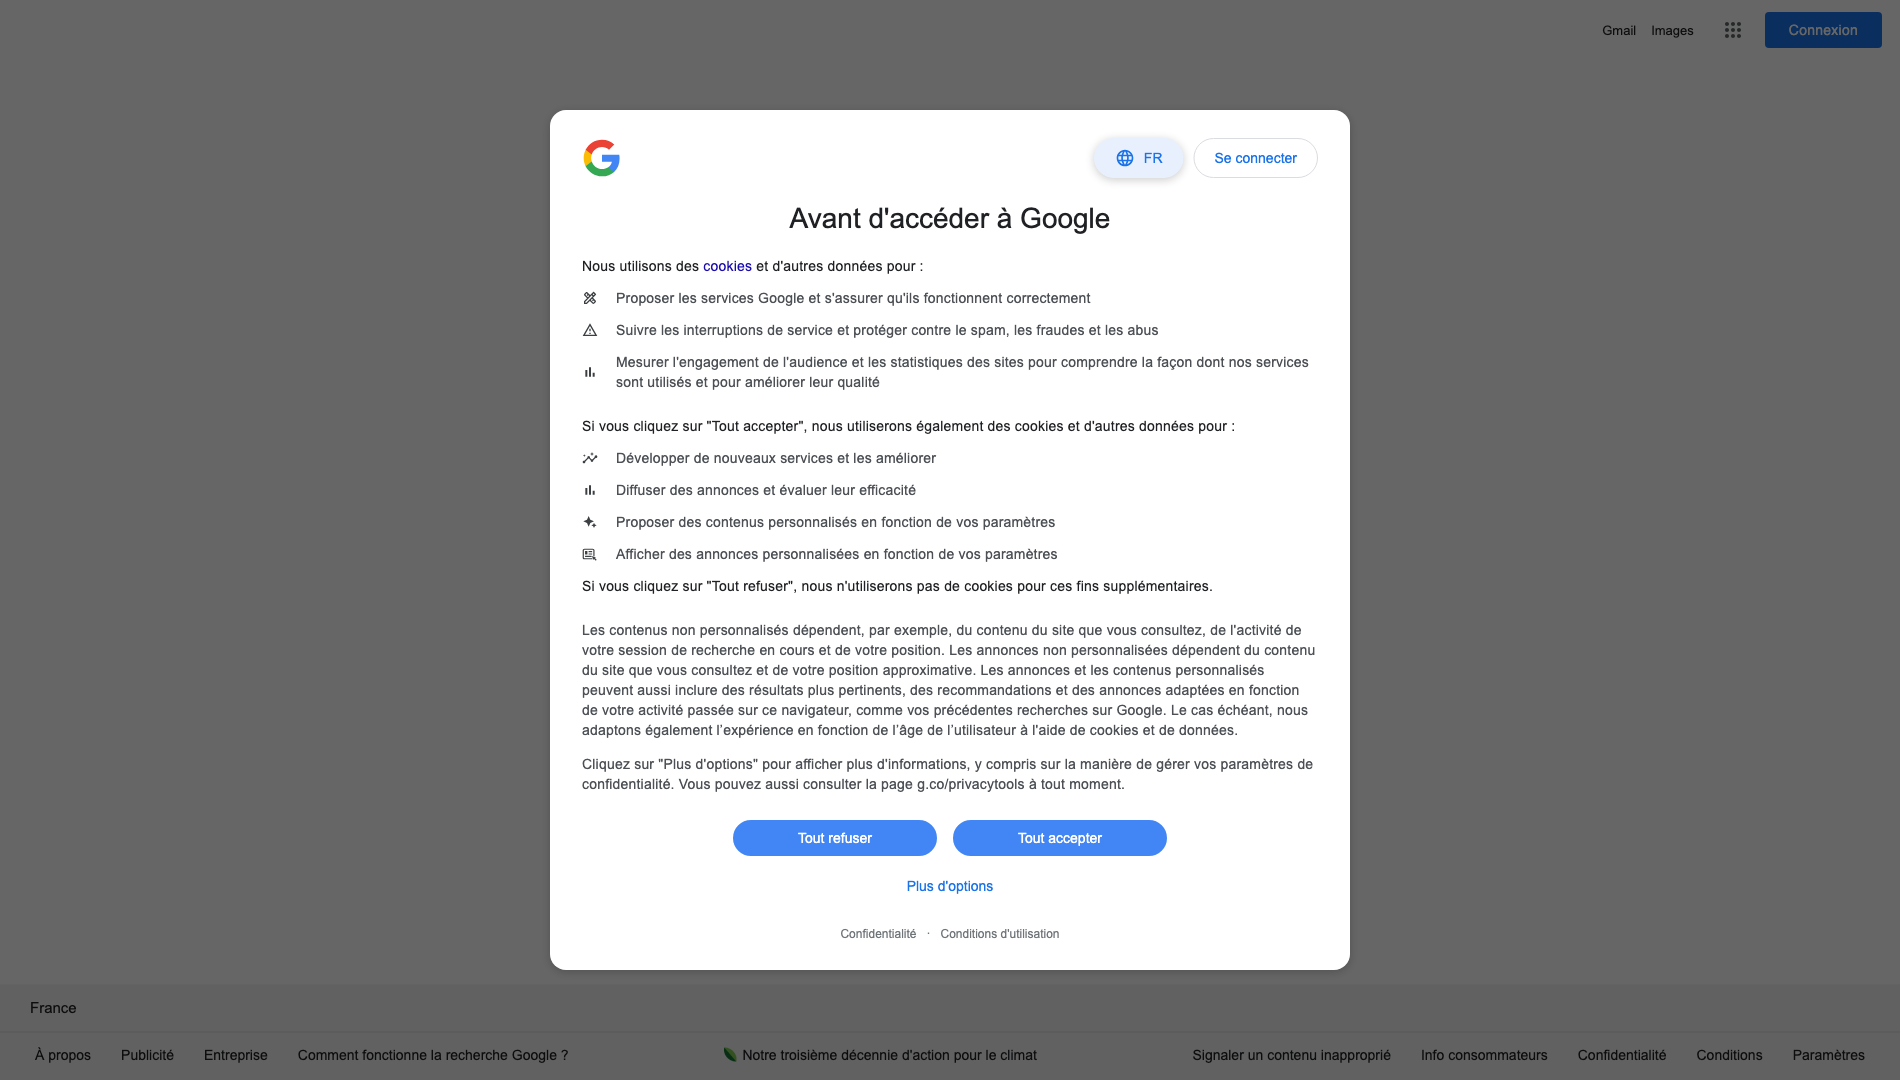 Gmail Images Connexion
FR Se connecter
Avant d'accéder à Google
Nous utilisons des cookies et d'autres données pour :
Proposer les services Google et s'assurer qu'ils fonctionnent correctement
Suivre les interruptions de service et protéger contre le spam, les fraudes et les abus
Mesurer l'engagement de l'audience et les statistiques des sites pour comprendre la façon dont nos services
sont utilisés et pour améliorer leur qualité
Si vous cliquez sur "Tout accepter", nous utiliserons également des cookies et d'autres données pour :
Développer de nouveaux services et les améliorer
Diffuser des annonces et évaluer leur efficacité
Proposer des contenus personnalisés en fonction de vos paramètres
Afficher des annonces personnalisées en fonction de vos paramètres
Si vous cliquez sur "Tout refuser", nous n'utiliserons pas de cookies pour ces fins supplémentaires.
Les contenus non personnalisés dépendent, par exemple, du contenu du site que vous consultez, de l'activité de
votre session de recherche en cours et de votre position. Les annonces non personnalisées dépendent du contenu
du site que vous consultez et de votre position approximative. Les annonces et les contenus personnalisés
peuvent aussi inclure des résultats plus pertinents, des recommandations et des annonces adaptées en fonction
de votre activité passée sur ce navigateur, comme vos précédentes recherches sur Google. Le cas échéant, nous
adaptons également l’expérience en fonction de l’âge de l’utilisateur à l'aide de cookies et de données.
Cliquez sur "Plus d'options" pour afficher plus d'informations, y compris sur la manière de gérer vos paramètres de
confidentialité. Vous pouvez aussi consulter la page g.co/privacytools à tout moment.
Tout refuser Tout accepter
Plus d'options
Confidentialité · Conditions d'utilisation
France
À propos Publicité Entreprise Comment fonctionne la recherche Google ? Notre troisième décennie d'action pour le climat Signaler un contenu inapproprié Info consommateurs Confidentialité Conditions Paramètres